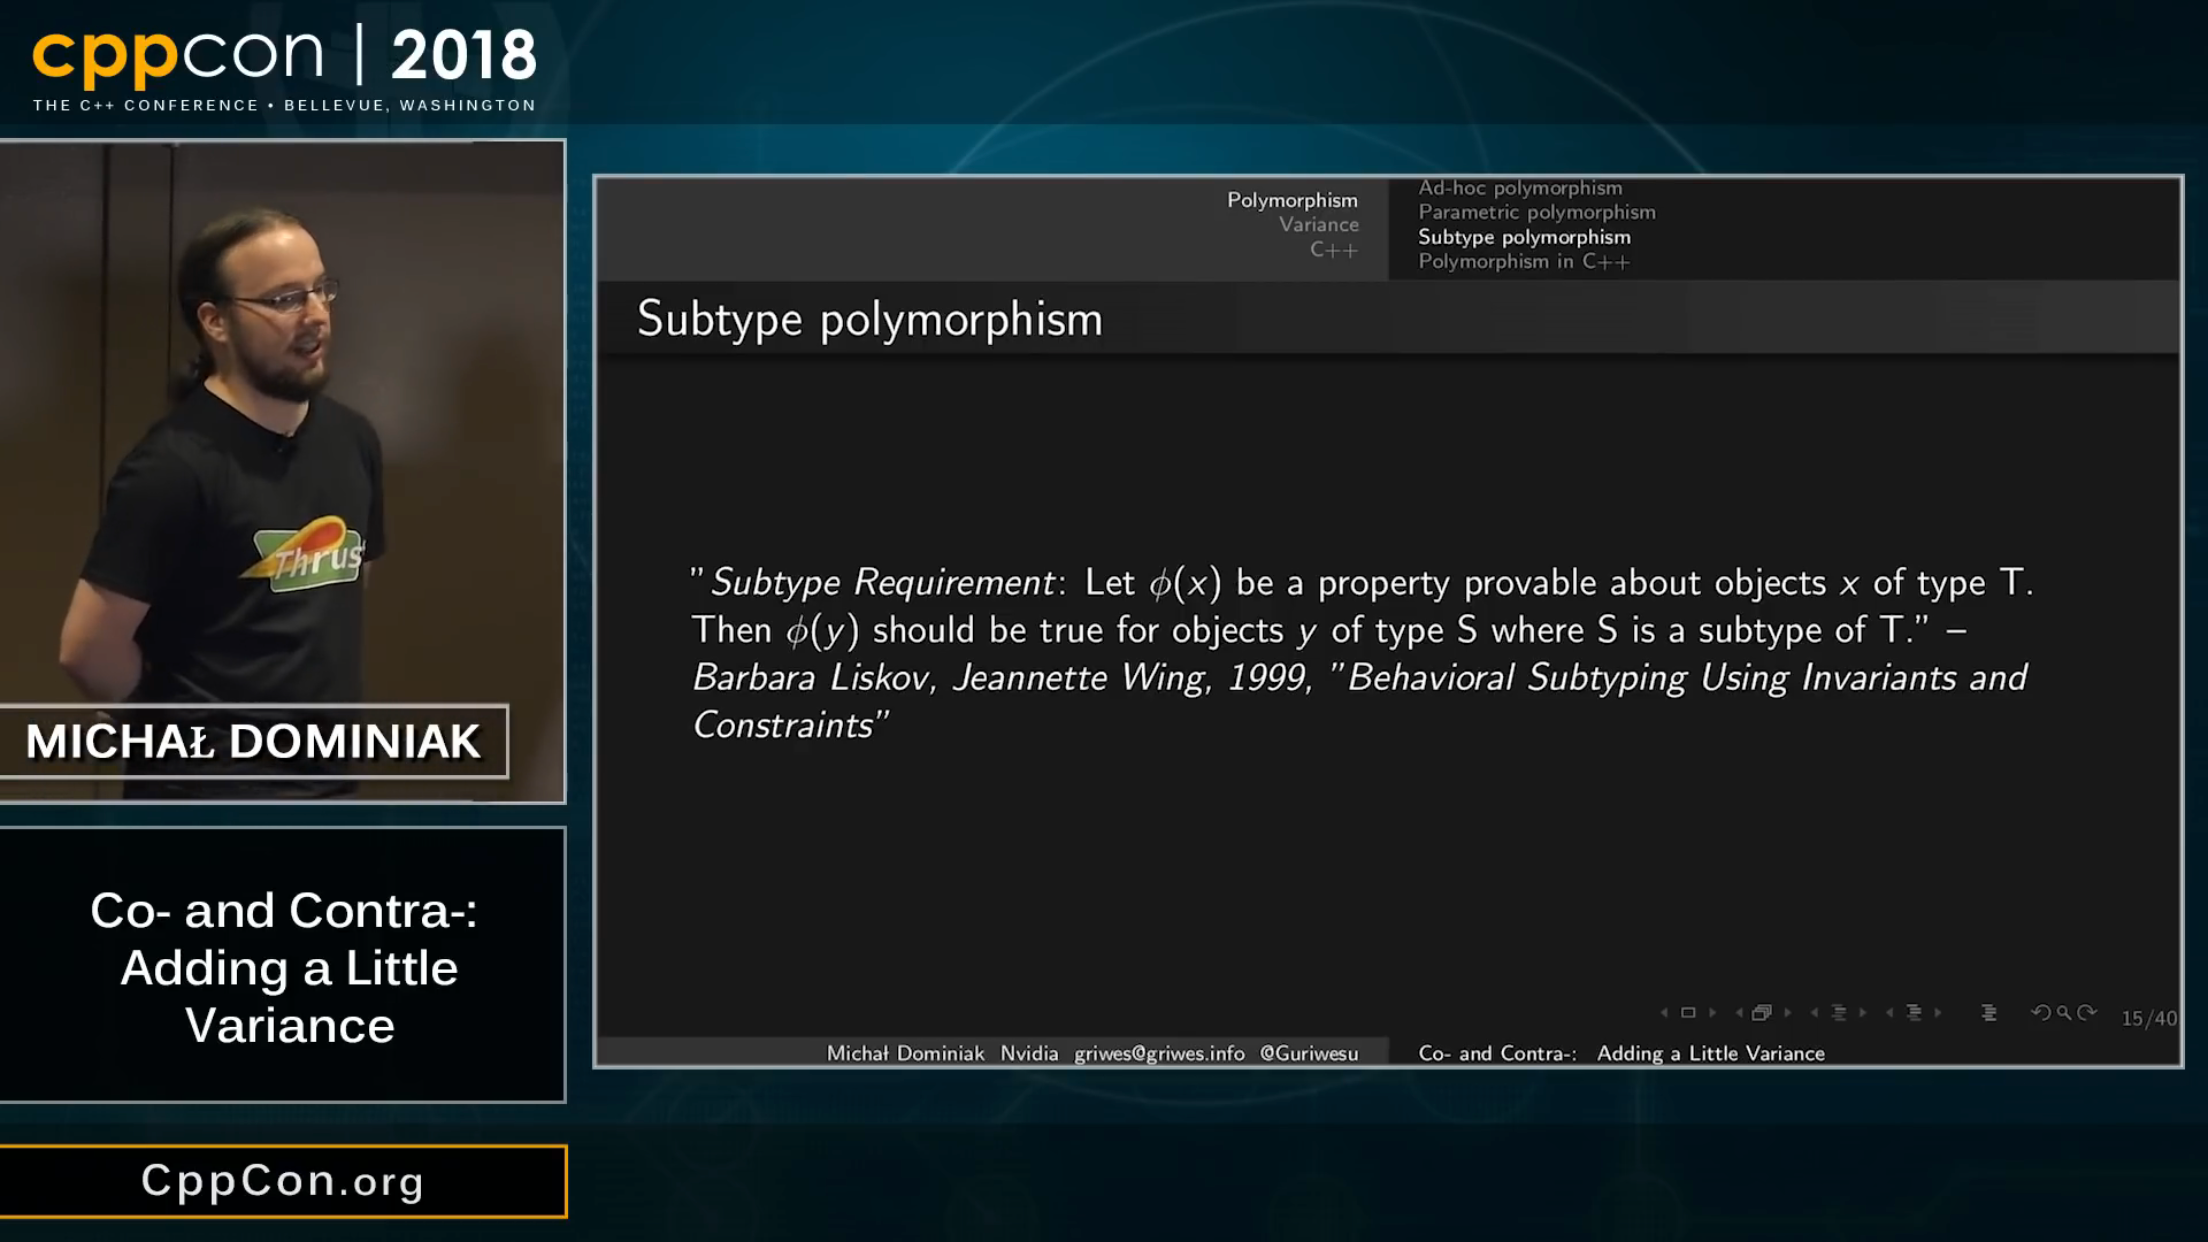 cppcon | 2018
THE C++ CONFERENCE • BELLEVUE, WASHINGTON
Thrus
MICHAŁ DOMINIAK
Co- and Contra-:
Adding a Little
Variance
CppCon.org
Polymorphism
Variance
C++
Ad-hoc polymorphism
Parametric polymorphism
Subtype polymorphism
Polymorphism in C++
Subtype polymorphism
"Subtype Requirement: Let ϕ(x) be a property provable about objects x of type T.
Then ϕ(y) should be true for objects y of type S where S is a subtype of T." –
Barbara Liskov, Jeannette Wing, 1999, "Behavioral Subtyping Using Invariants and
Constraints"
15/40
Michał Dominiak Nvidia griwes@griwes.info @Guriwesu
Co- and Contra-: Adding a Little Variance